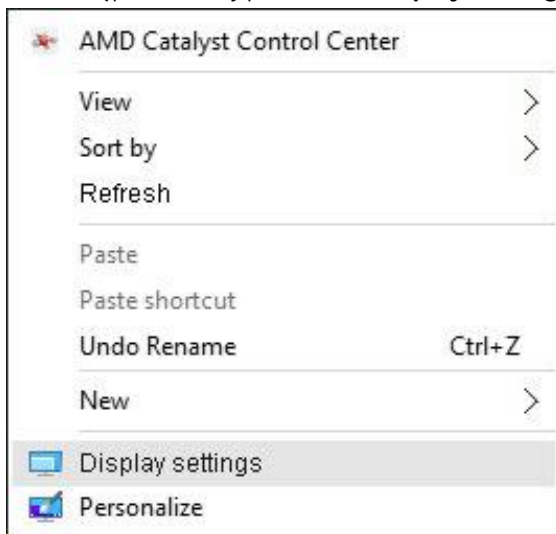 AMD Catalyst Control Center
View
Sort by
Refresh
Paste
Paste shortcut
Undo Rename Ctrl+Z
New
Display settings
Personalize